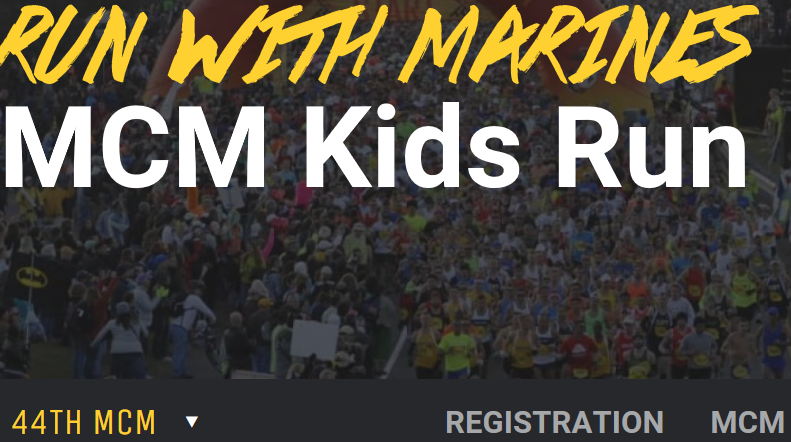 RUN WITH MARINES
MCM Kids Run
44TH MCM ▼ REGISTRATION MCM